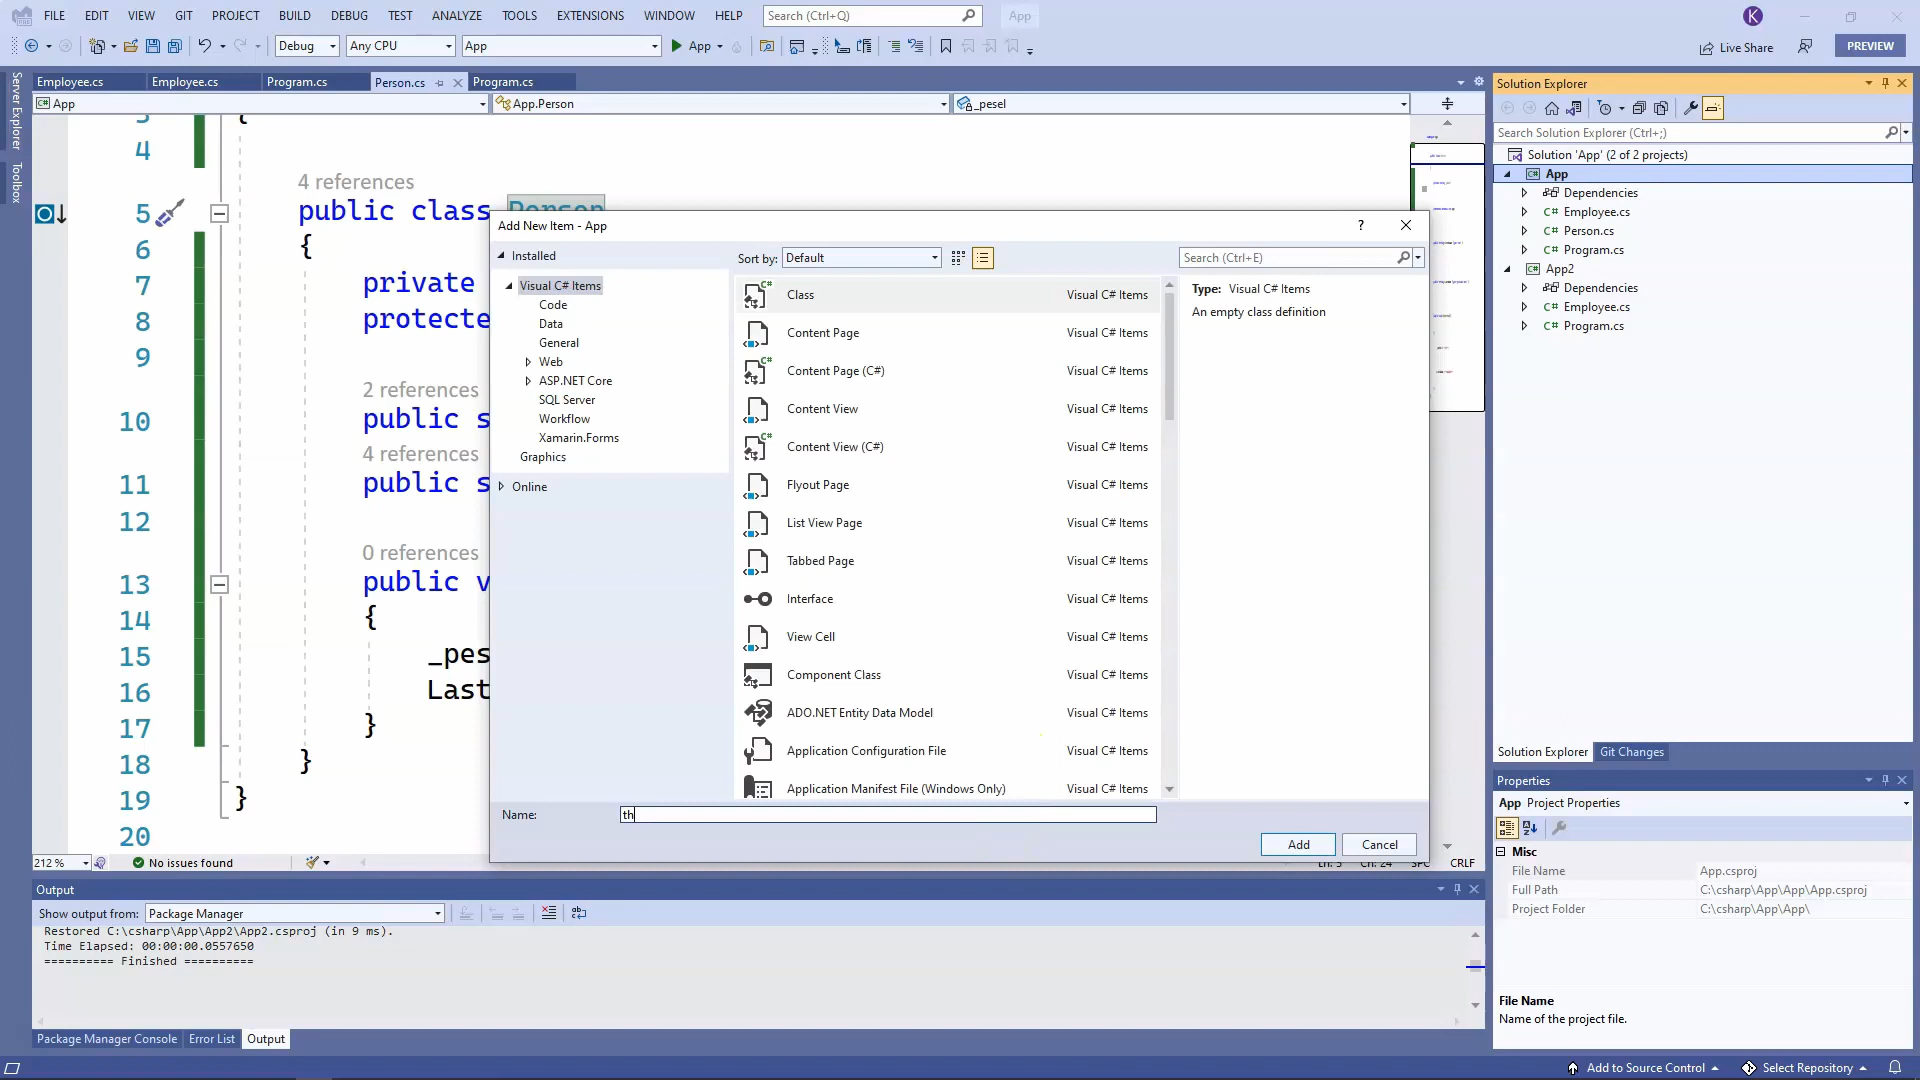 FILE EDIT VIEW GIT PROJECT BUILD DEBUG TEST ANALYZE TOOLS EXTENSIONS WINDOW HELP Search (Ctrl+Q) App K
Debug Any CPU App App Live Share PREVIEW
Server Explorer
Toolbox
Employee.cs Employee.cs Program.cs Person.cs Program.cs
App App.Person _pesel
3 {
4
4 references
5 public class Person
6 {
7 private
8 protecte
9
2 references
10 public s
4 references
11 public s
12
0 references
13 public v
14 {
15 _pes
16 Last
17 }
18 }
19 }
20
212 % No issues found Ln: 5 Ch: 24 SPC CRLF
Add New Item - App ?
Installed
Sort by: Default
Search (Ctrl+E)
Visual C# Items
Code
Data
General
Web
ASP.NET Core
SQL Server
Workflow
Xamarin.Forms
Graphics
Online
Class Visual C# Items
Content Page Visual C# Items
Content Page (C#) Visual C# Items
Content View Visual C# Items
Content View (C#) Visual C# Items
Flyout Page Visual C# Items
List View Page Visual C# Items
Tabbed Page Visual C# Items
Interface Visual C# Items
View Cell Visual C# Items
Component Class Visual C# Items
ADO.NET Entity Data Model Visual C# Items
Application Configuration File Visual C# Items
Application Manifest File (Windows Only) Visual C# Items
Type: Visual C# Items
An empty class definition
Name: th
Add Cancel
Solution Explorer
Search Solution Explorer (Ctrl+;)
Solution 'App' (2 of 2 projects)
C# App
Dependencies
C# Employee.cs
C# Person.cs
C# Program.cs
C# App2
Dependencies
C# Employee.cs
C# Program.cs
Solution Explorer Git Changes
Properties
App Project Properties
Misc
File Name App.csproj
Full Path C:\csharp\App\App\App.csproj
Project Folder C:\csharp\App\App\
File Name
Name of the project file.
Output
Show output from: Package Manager
Restored C:\csharp\App\App2\App2.csproj (in 9 ms).
Time Elapsed: 00:00:00.0557650
========== Finished ==========
Package Manager Console Error List Output
Add to Source Control Select Repository